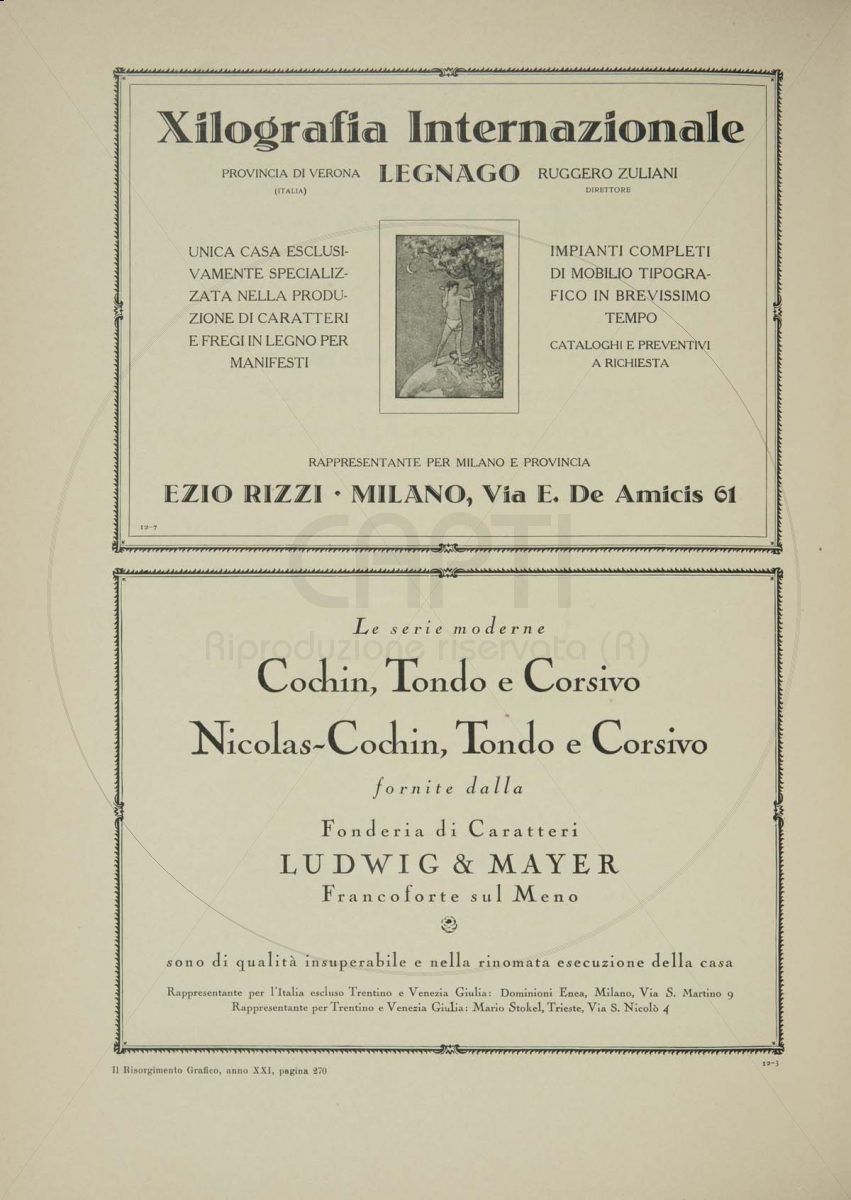 Xilografia Internazionale
PROVINCIA DI VERONA
(ITALIA)
LEGNAGO
RUGGERO ZULIANI
DIRETTORE
UNICA CASA ESCLUSI-
VAMENTE SPECIALIZ-
ZATA NELLA PRODU-
ZIONE DI CARATTERI
E FREGI IN LEGNO PER
MANIFESTI
IMPIANTI COMPLETI
DI MOBILIO TIPOGRA-
FICO IN BREVISSIMO
TEMPO
CATALOGHI E PREVENTIVI
A RICHIESTA
RAPPRESENTANTE PER MILANO E PROVINCIA
EZIO RIZZI · MILANO, Via E. De Amicis 61
12-7
CAPTI
Riproduzione riservata (R)
Le serie moderne
Cochin, Tondo e Corsivo
Nicolas-Cochin, Tondo e Corsivo
fornite dalla
Fonderia di Caratteri
LUDWIG & MAYER
Francoforte sul Meno
sono di qualità insuperabile e nella rinomata esecuzione della casa
Rappresentante per l'Italia escluso Trentino e Venezia Giulia: Dominioni Enea, Milano, Via S. Martino 9
Rappresentante per Trentino e Venezia Giulia: Mario Stokel, Trieste, Via S. Nicolò 4
12-5
Il Risorgimento Grafico, anno XXI, pagina 270